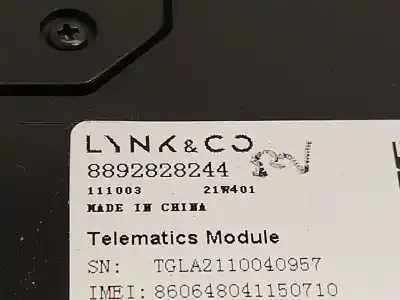 LYNK & CO
8892828244
111003 21W401
MADE IN CHINA
Telematics Module
SN: TGLA2110040957
IMEI: 860648041150710